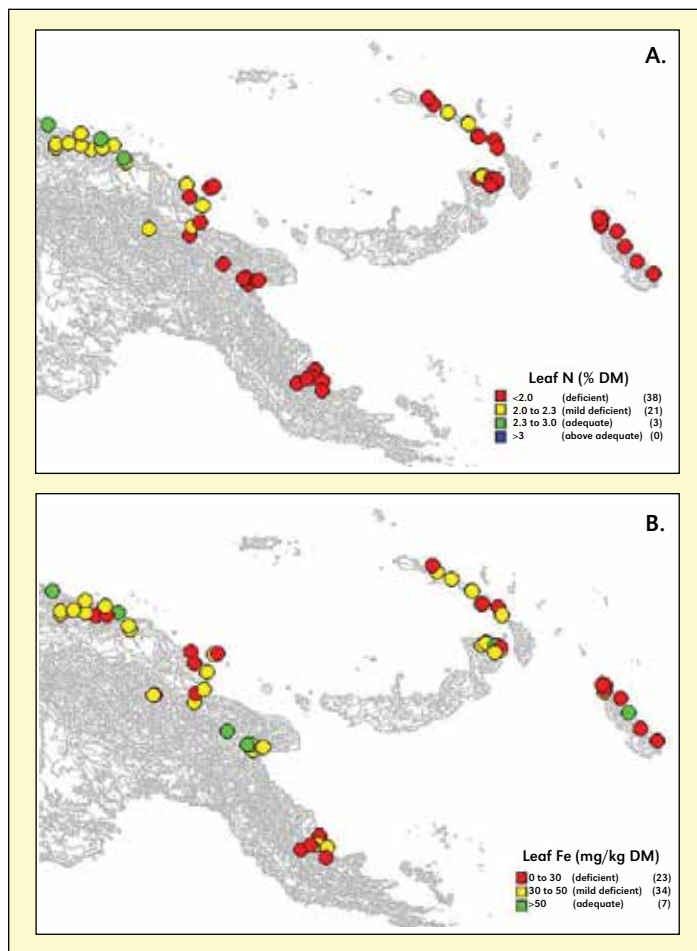 A.
Leaf N (% DM)
<2.0 (deficient) (38)
2.0 to 2.3 (mild deficient) (21)
2.3 to 3.0 (adequate) (3)
>3 (above adequate) (0)
B.
Leaf Fe (mg/kg DM)
0 to 30 (deficient) (23)
30 to 50 (mild deficient) (34)
>50 (adequate) (7)